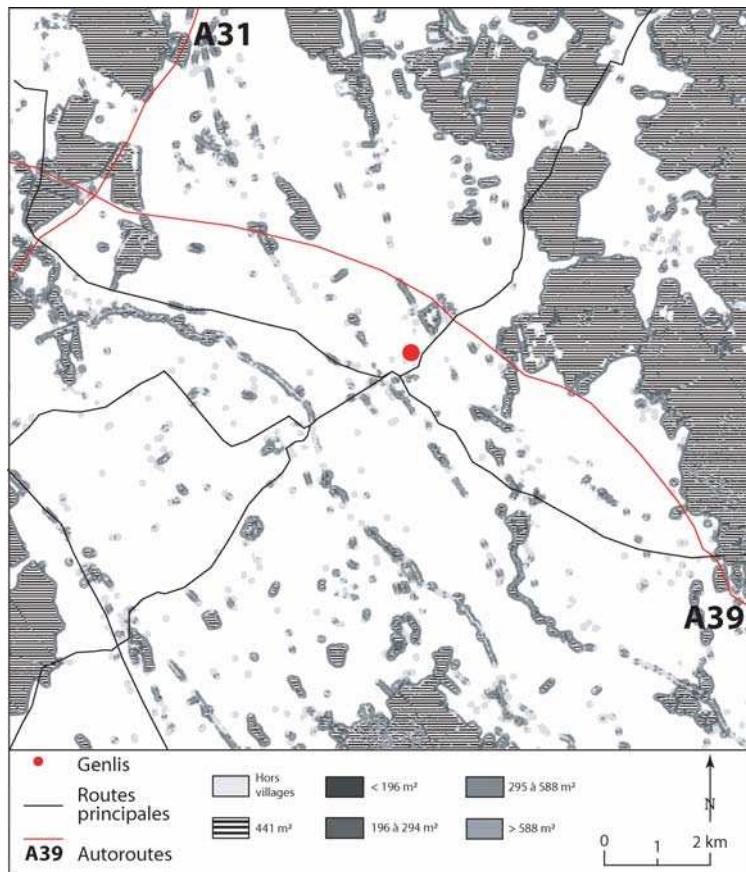 A31
A39
Genlis
Routes
principales
A39 Autoroutes
Hors
villages
441 m²
< 196 m²
196 à 294 m²
295 à 588 m²
> 588 m²
N
0 1 2 km